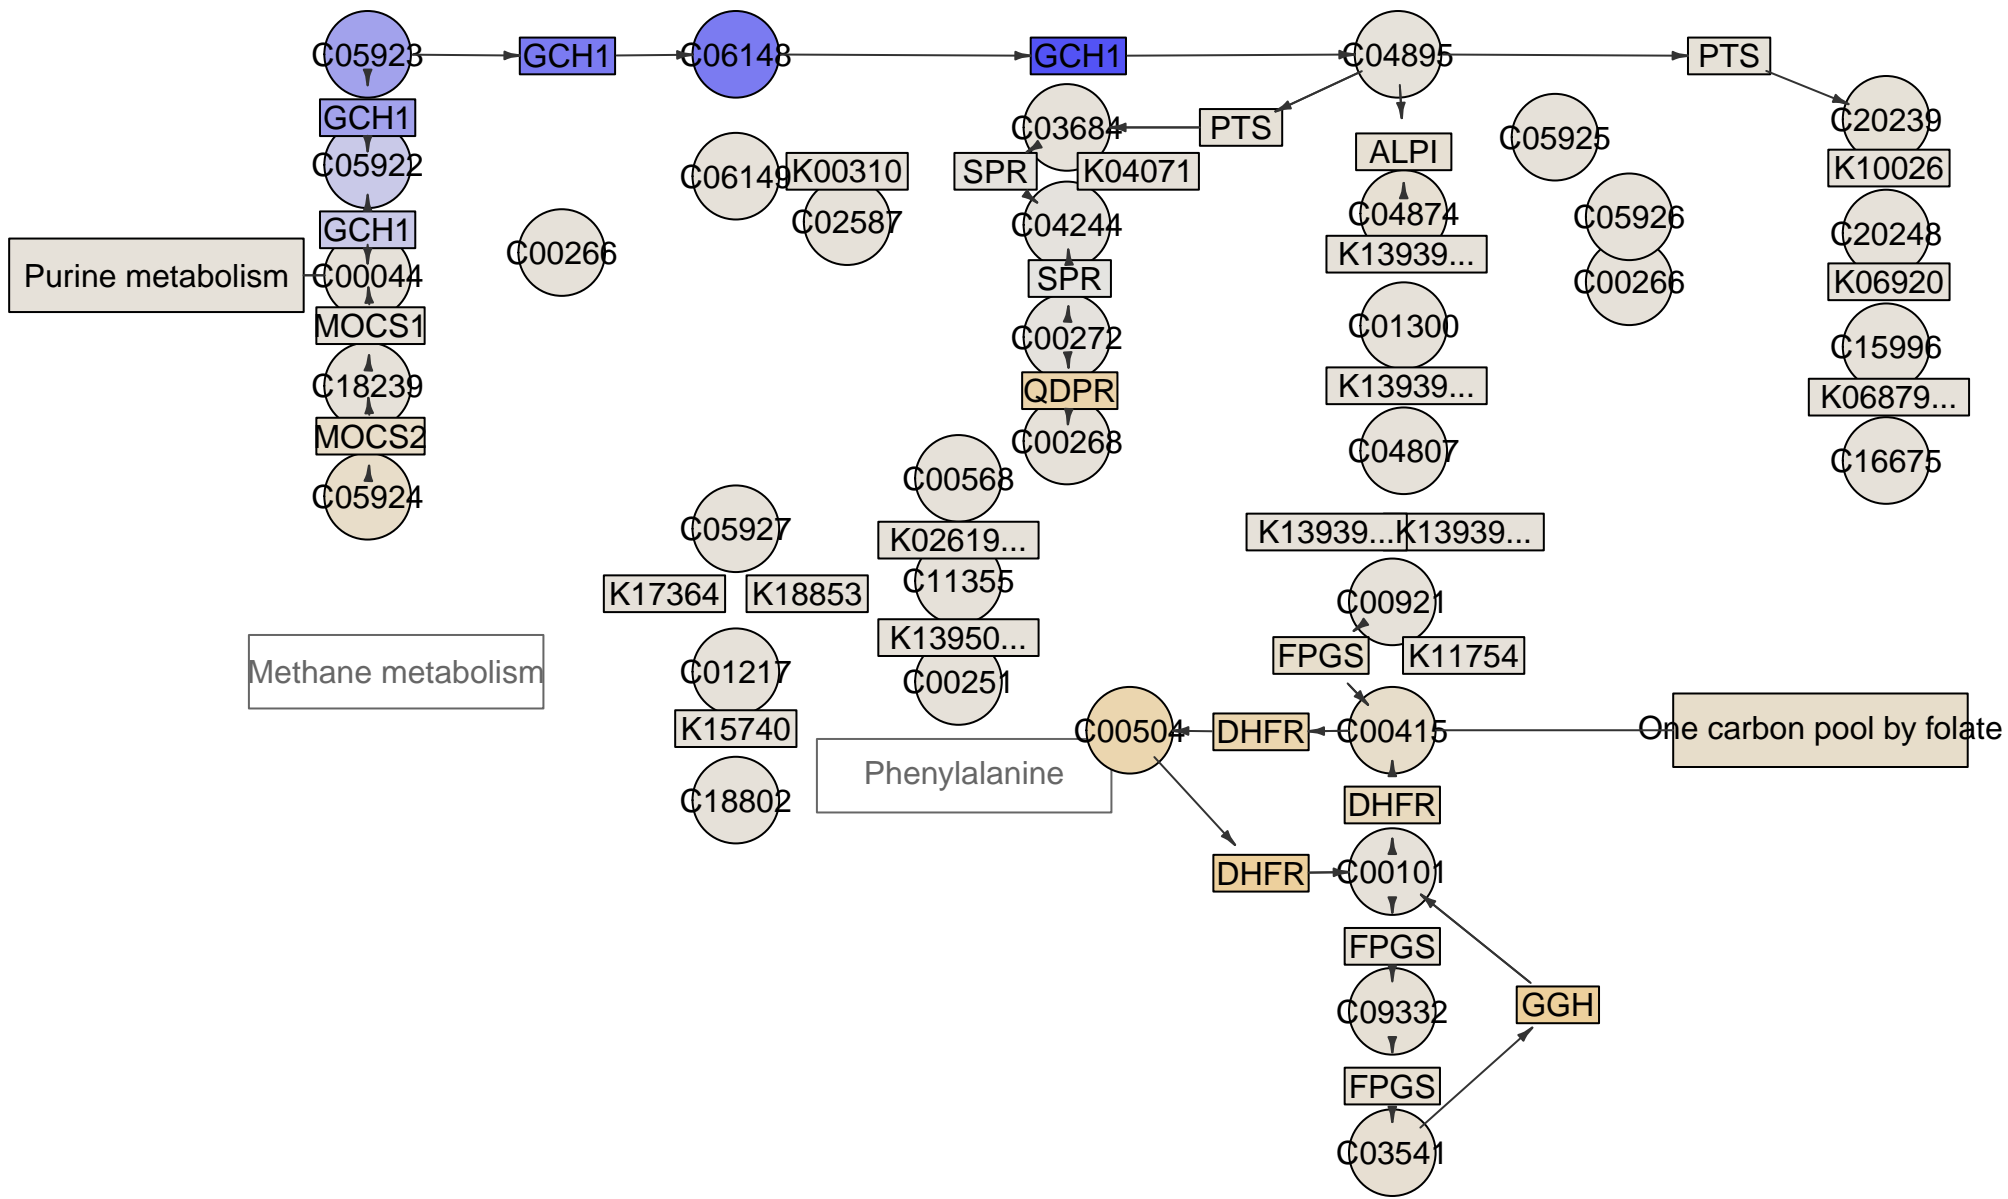 C05923
GCH1
C06148
GCH1
C04895
PTS
GCH1
C03684
PTS
C20239
C05925
ALPI
C05922
C06149
K00310
SPR
K04071
K10026
GCH1
C00266
C02587
C04244
C04874
C05926
C20248
Purine metabolism
C00044
SPR
K13939...
C00266
K06920
MOCS1
C00272
C01300
C15996
C18239
QDPR
K13939...
K06879...
MOCS2
C00268
C04807
C16675
C05924
C00568
C05927
K02619...
K13939...
K13939...
K17364
K18853
C11355
C00921
K13950...
FPGS
K11754
Methane metabolism
C01217
C00251
K15740
C00504
DHFR
C00415
One carbon pool by folate
Phenylalanine
C18802
DHFR
DHFR
C00101
FPGS
C09332
GGH
FPGS
C03541